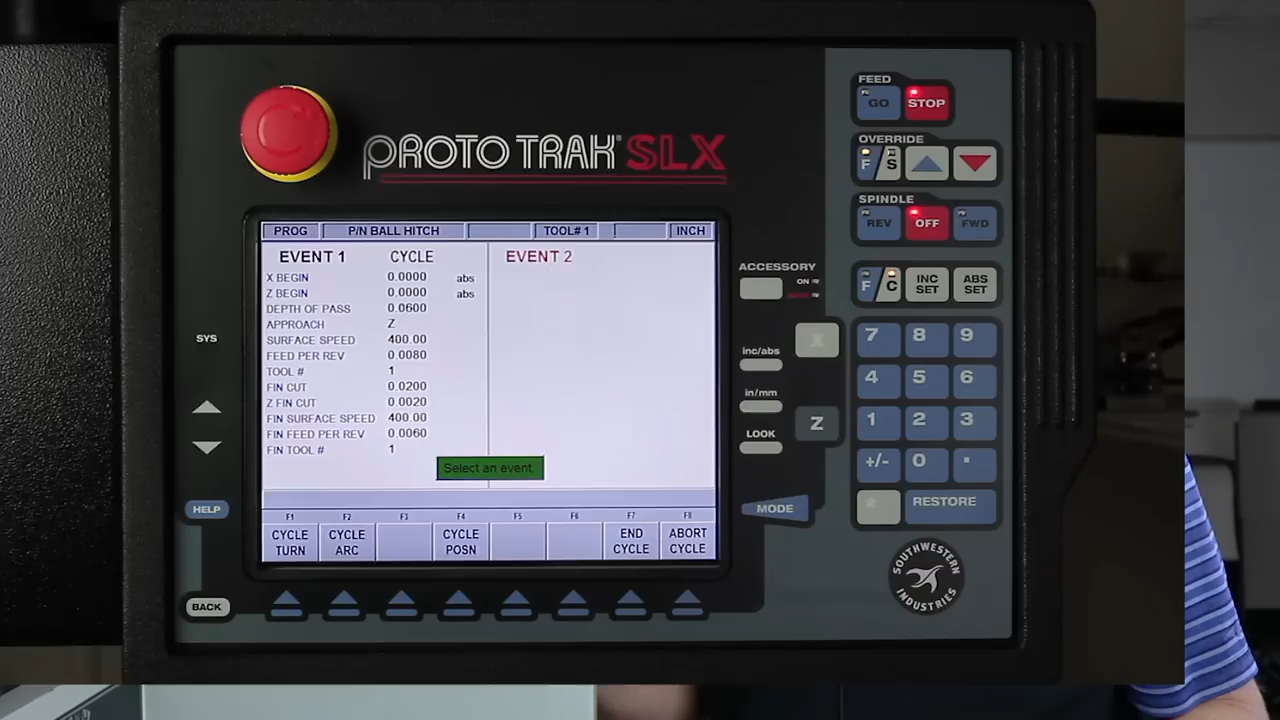 PROTO TRAK® SLX
PROG P/N BALL HITCH TOOL# 1 INCH
EVENT 1 CYCLE
X BEGIN 0.0000 abs
Z BEGIN 0.0000 abs
DEPTH OF PASS 0.0600
APPROACH Z
SURFACE SPEED 400.00
FEED PER REV 0.0080
TOOL # 1
FIN CUT 0.0200
Z FIN CUT 0.0020
FIN SURFACE SPEED 400.00
FIN FEED PER REV 0.0060
FIN TOOL # 1
EVENT 2
Select an event.
F1 F2 F3 F4 F5 F6 F7 F8
CYCLE TURN
CYCLE ARC
CYCLE POSN
END CYCLE
ABORT CYCLE
SYS
HELP
BACK
ACCESSORY
ON
inc/abs
in/mm
LOOK
MODE
X
Z
FEED
GO STOP
OVERRIDE
F/S
SPINDLE
REV OFF FWD
F/C INC SET ABS SET
7 8 9
4 5 6
1 2 3
+/- 0 .
RESTORE
SOUTHWESTERN
INDUSTRIES